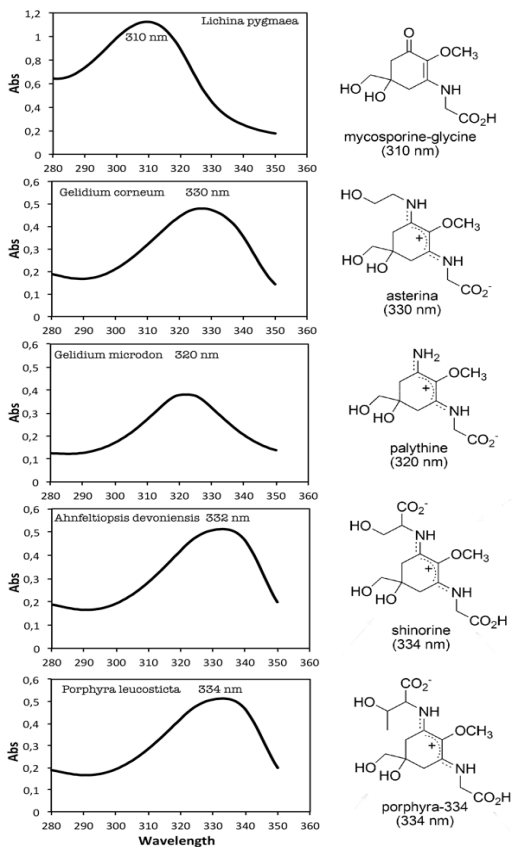 Lichina pygmaea
310 nm
Abs
1,2
1
0,8
0,6
0,4
0,2
0
280 290 300 310 320 330 340 350 360
O
OCH3
HO
HO
NH
CO2H
mycosporine-glycine
(310 nm)
Gelidium corneum 330 nm
Abs
0,6
0,5
0,4
0,3
0,2
0,1
0
280 290 300 310 320 330 340 350 360
HO
NH
OCH3
+
HO
HO
NH
CO2-
asterina
(330 nm)
Gelidium microdon 320 nm
Abs
0,6
0,5
0,4
0,3
0,2
0,1
0
280 290 300 310 320 330 340 350 360
NH2
OCH3
+
HO
HO
NH
CO2-
palythine
(320 nm)
Ahnfeltiopsis devoniensis 332 nm
Abs
0,6
0,5
0,4
0,3
0,2
0,1
0
280 290 300 310 320 330 340 350 360
CO2-
HO
NH
OCH3
+
HO
HO
NH
CO2H
shinorine
(334 nm)
Porphyra leucosticta 334 nm
Abs
0,6
0,5
0,4
0,3
0,2
0,1
0
280 290 300 310 320 330 340 350 360
Wavelength
CO2-
HO
NH
OCH3
+
HO
HO
NH
CO2H
porphyra-334
(334 nm)